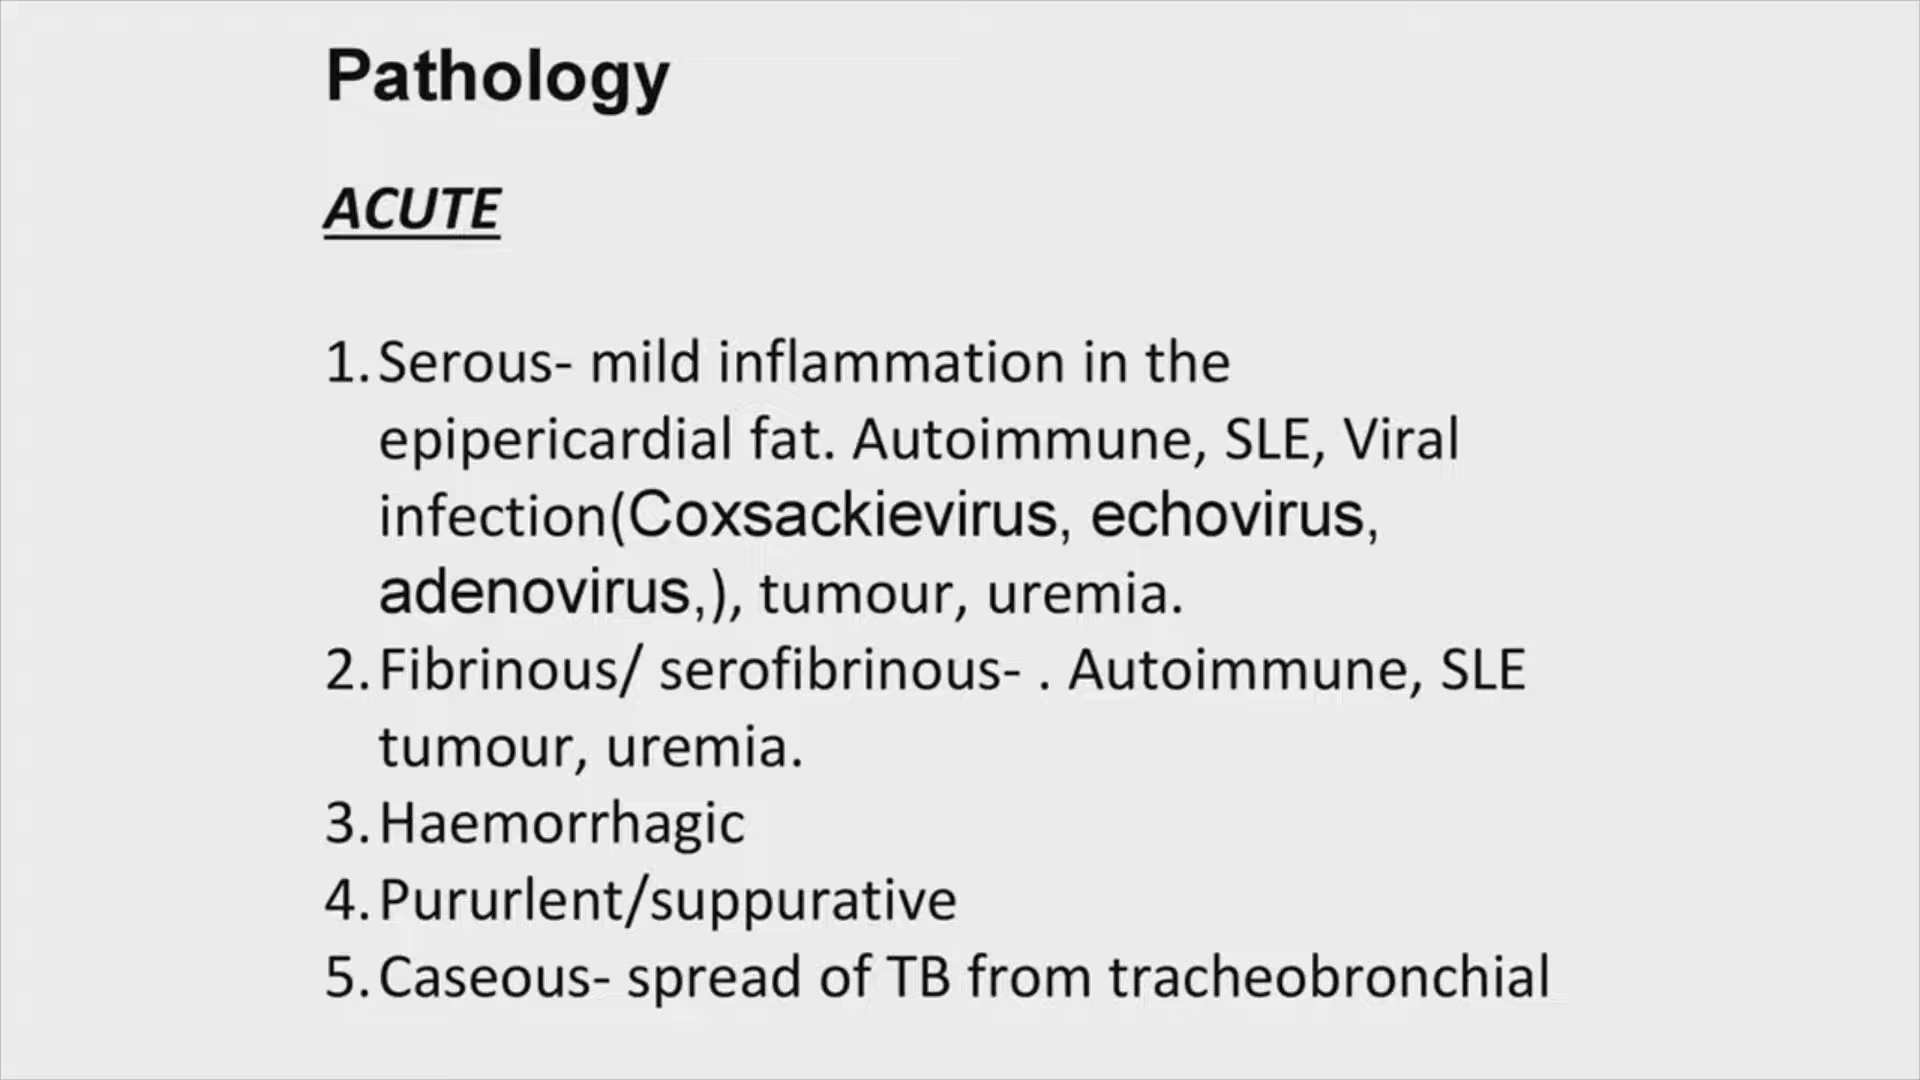 Pathology
ACUTE
1. Serous- mild inflammation in the
epipericardial fat. Autoimmune, SLE, Viral
infection(Coxsackievirus, echovirus,
adenovirus,), tumour, uremia.
2. Fibrinous/ serofibrinous- . Autoimmune, SLE
tumour, uremia.
3. Haemorrhagic
4. Pururlent/suppurative
5. Caseous- spread of TB from tracheobronchial